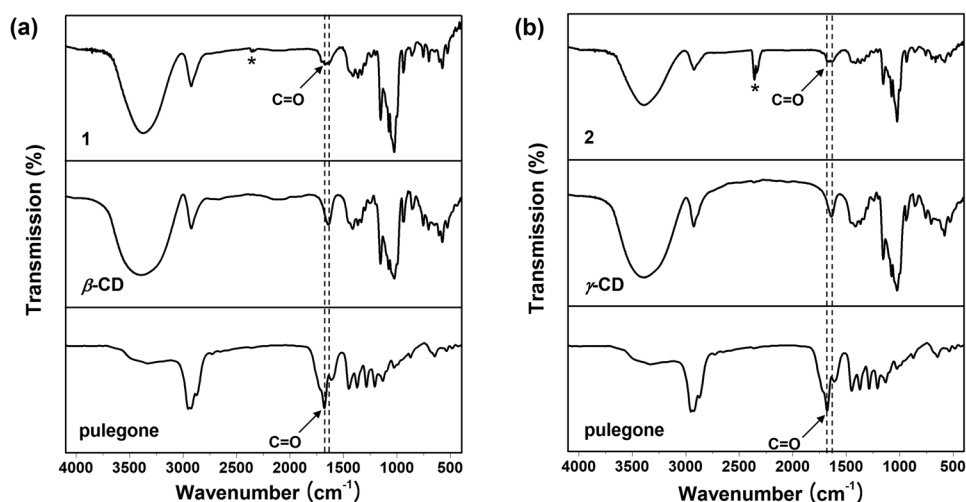 (a)
Transmission (%)
*
C=O
1
β-CD
C=O
pulegone
4000 3500 3000 2500 2000 1500 1000 500
Wavenumber (cm⁻¹)
(b)
Transmission (%)
*
C=O
2
γ-CD
C=O
pulegone
4000 3500 3000 2500 2000 1500 1000 500
Wavenumber (cm⁻¹)